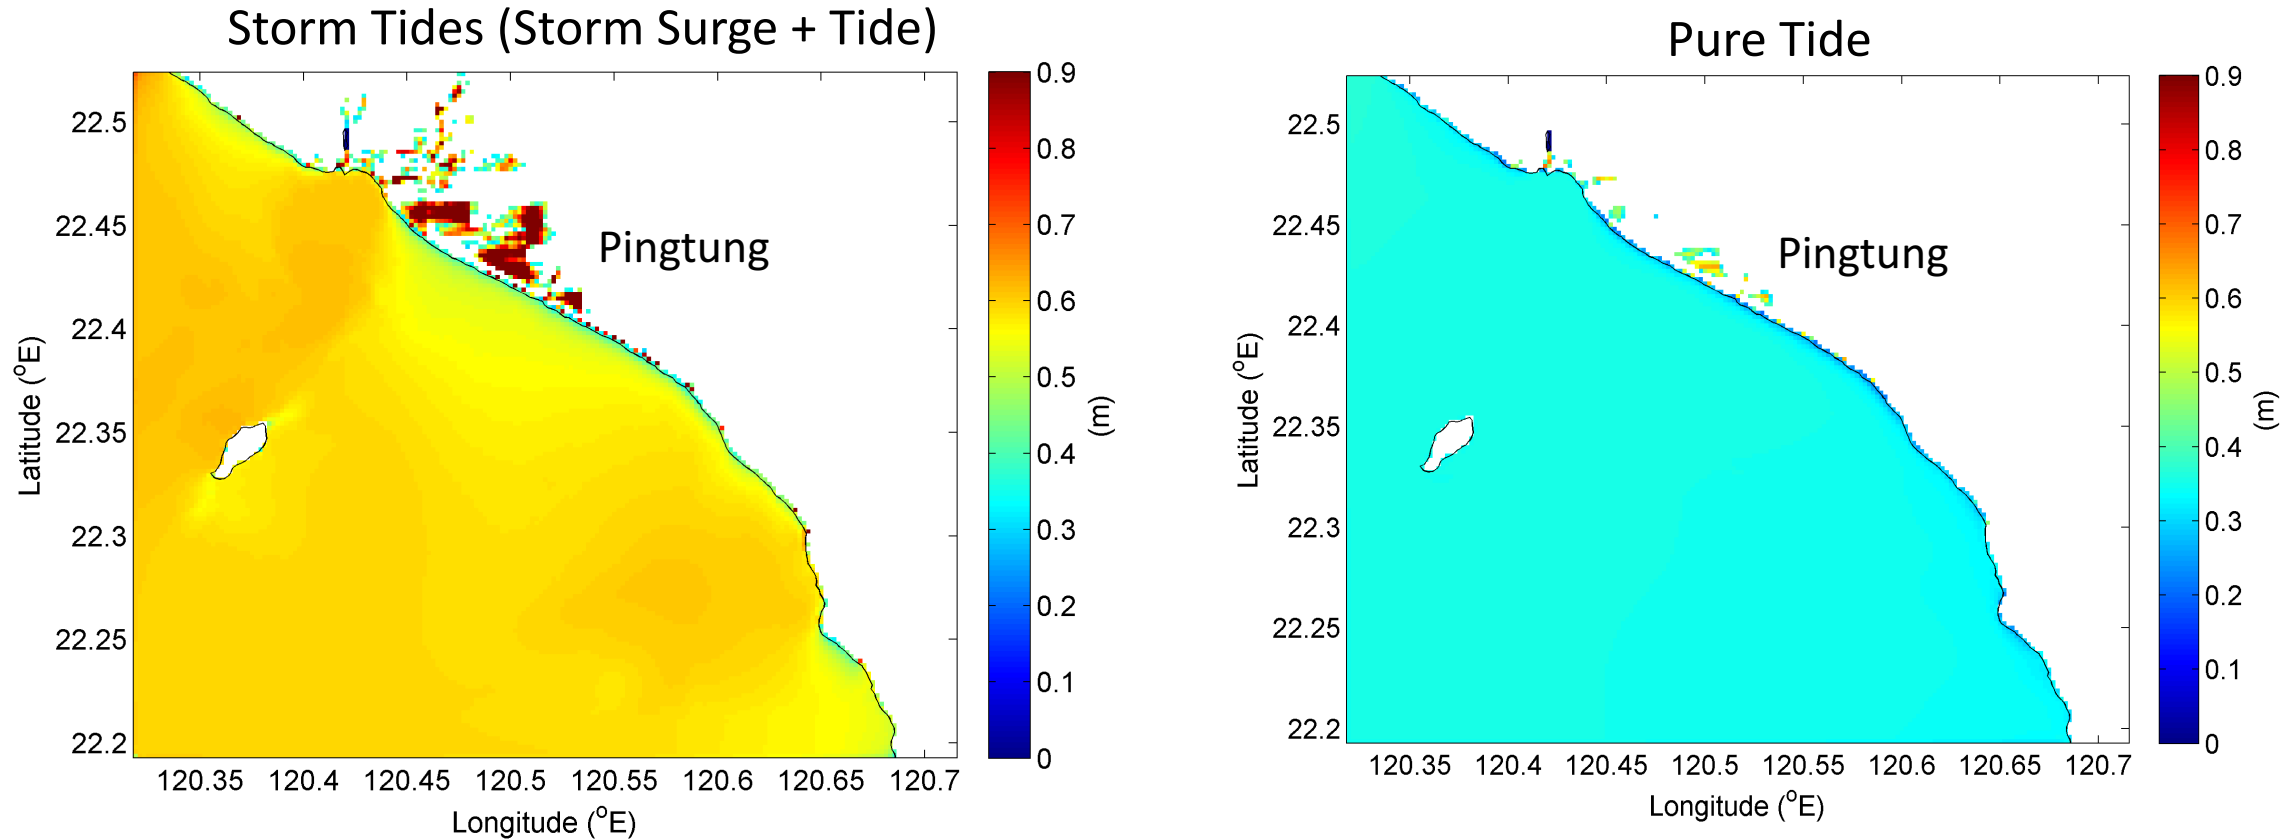 Storm Tides (Storm Surge + Tide)
22.5
22.45
22.4
22.35
22.3
22.25
22.2
Latitude (°E)
Pingtung
120.35 120.4 120.45 120.5 120.55 120.6 120.65 120.7
Longitude (°E)
0.9
0.8
0.7
0.6
0.5
0.4
0.3
0.2
0.1
0
(m)
Pure Tide
22.5
22.45
22.4
22.35
22.3
22.25
22.2
Latitude (°E)
Pingtung
120.35 120.4 120.45 120.5 120.55 120.6 120.65 120.7
Longitude (°E)
0.9
0.8
0.7
0.6
0.5
0.4
0.3
0.2
0.1
0
(m)